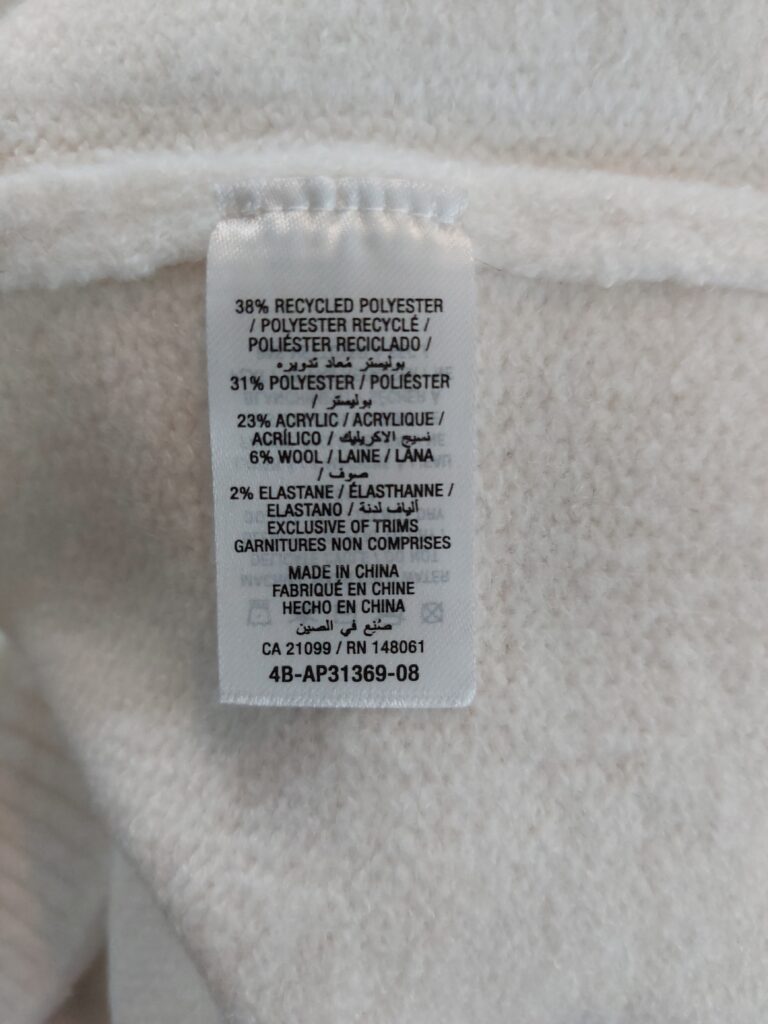 38% RECYCLED POLYESTER
/ POLYESTER RECYCLÉ /
POLIÉSTER RECICLADO /
بوليستر مُعاد تدويره
31% POLYESTER / POLIÉSTER
/ بوليستر
23% ACRYLIC / ACRYLIQUE /
ACRÍLICO / نسيج الاكريليك
6% WOOL / LAINE / LANA
/ صوف
2% ELASTANE / ÉLASTHANNE /
ELASTANO / ألياف لدنة
EXCLUSIVE OF TRIMS
GARNITURES NON COMPRISES
MADE IN CHINA
FABRIQUÉ EN CHINE
HECHO EN CHINA
صُنِع في الصين
CA 21099 / RN 148061
4B-AP31369-08